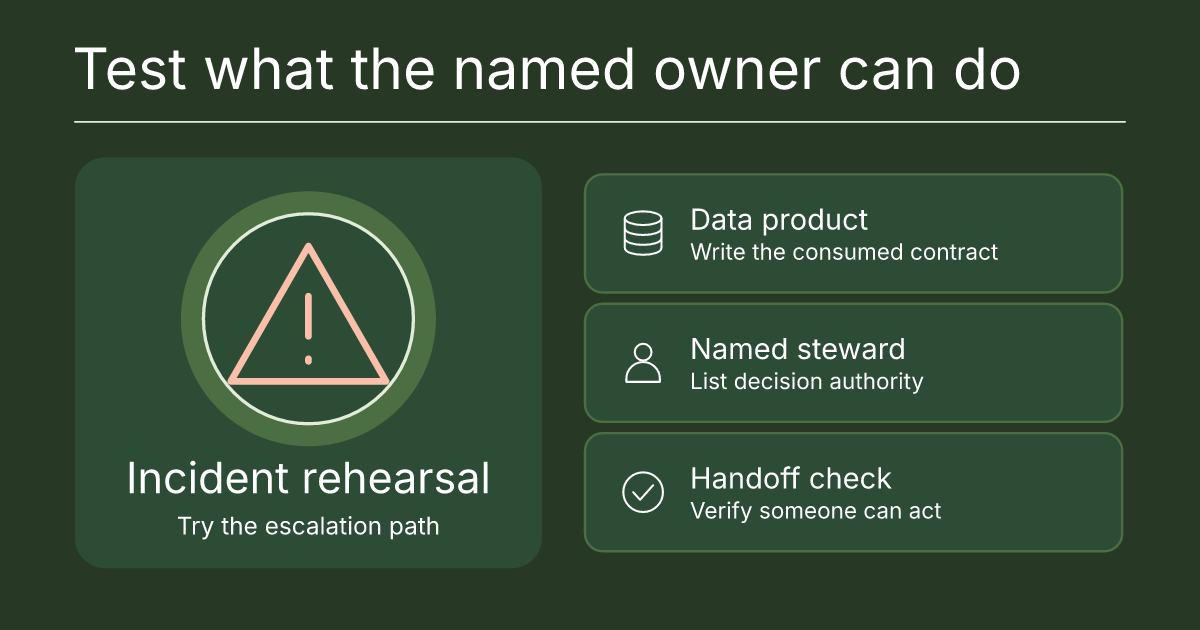 Test what the named owner can do
Incident rehearsal
Try the escalation path
Data product
Write the consumed contract
Named steward
List decision authority
Handoff check
Verify someone can act